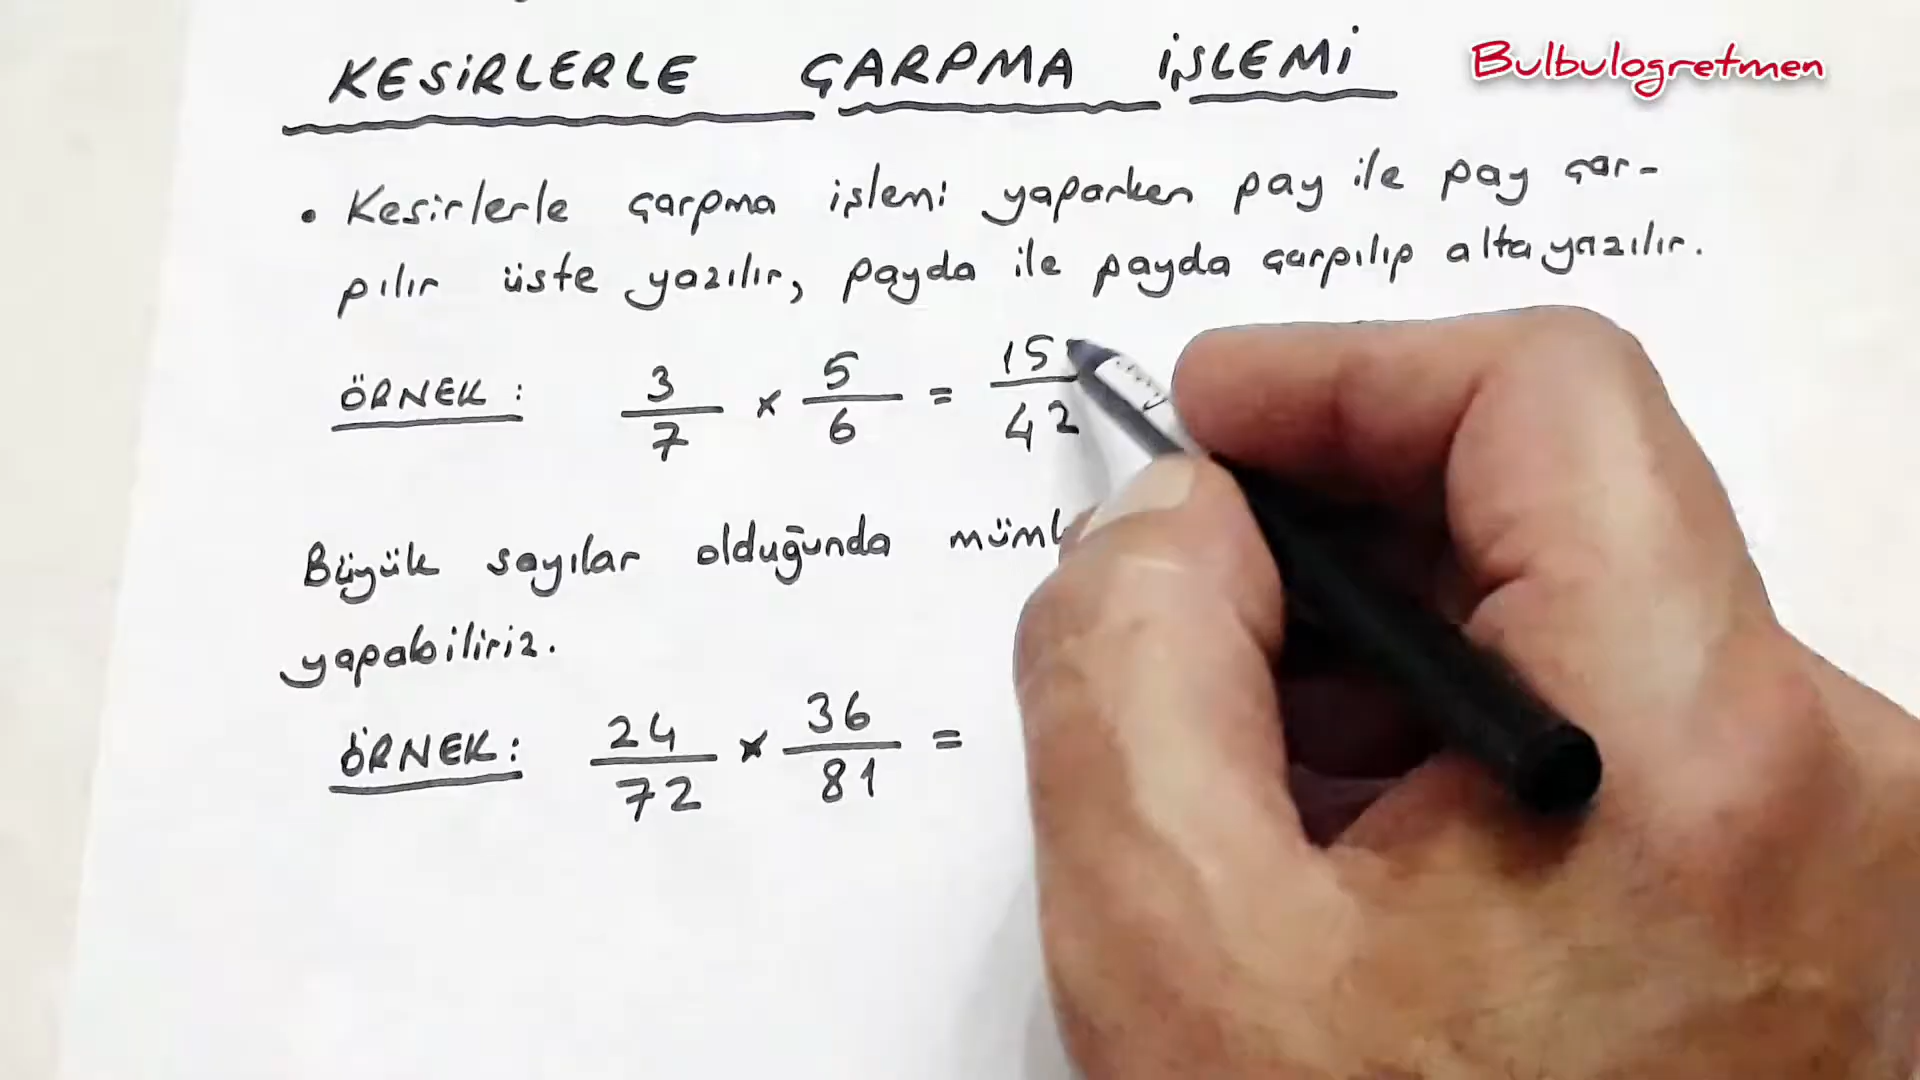 KESİRLERLE ÇARPMA İŞLEMİ
Bulbulogretmen
• Kesirlerle çarpma işlemi yaparken pay ile pay çar-
pılır üste yazılır, payda ile payda çarpılıp alta yazılır.
ÖRNEK: 3/7 x 5/6 = 15/42
Büyük sayılar olduğunda
yapabiliriz.
ÖRNEK: 24/72 x 36/81 =